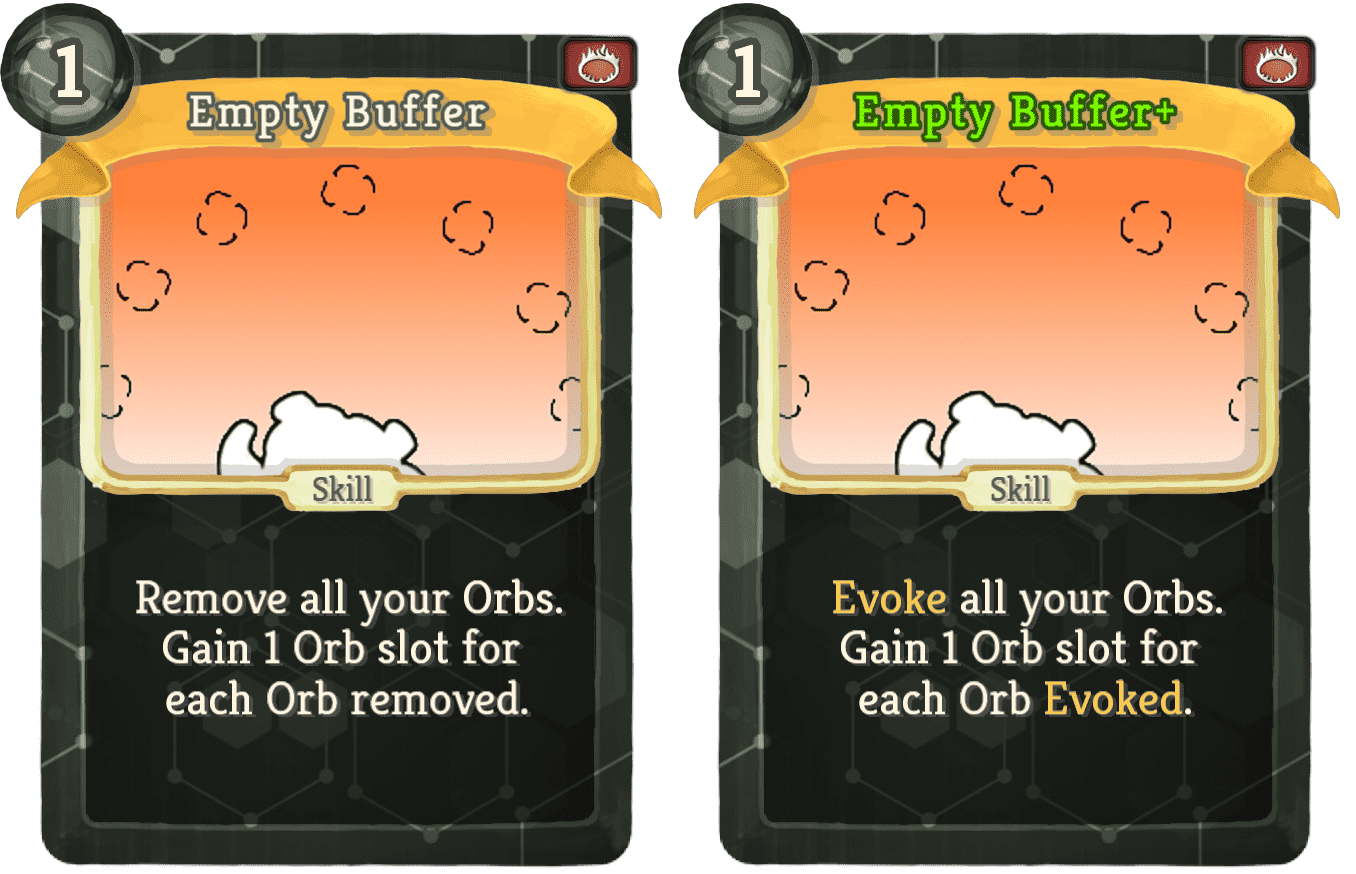 1
Empty Buffer
Skill
Remove all your Orbs.
Gain 1 Orb slot for
each Orb removed.
1
Empty Buffer+
Skill
Evoke all your Orbs.
Gain 1 Orb slot for
each Orb Evoked.